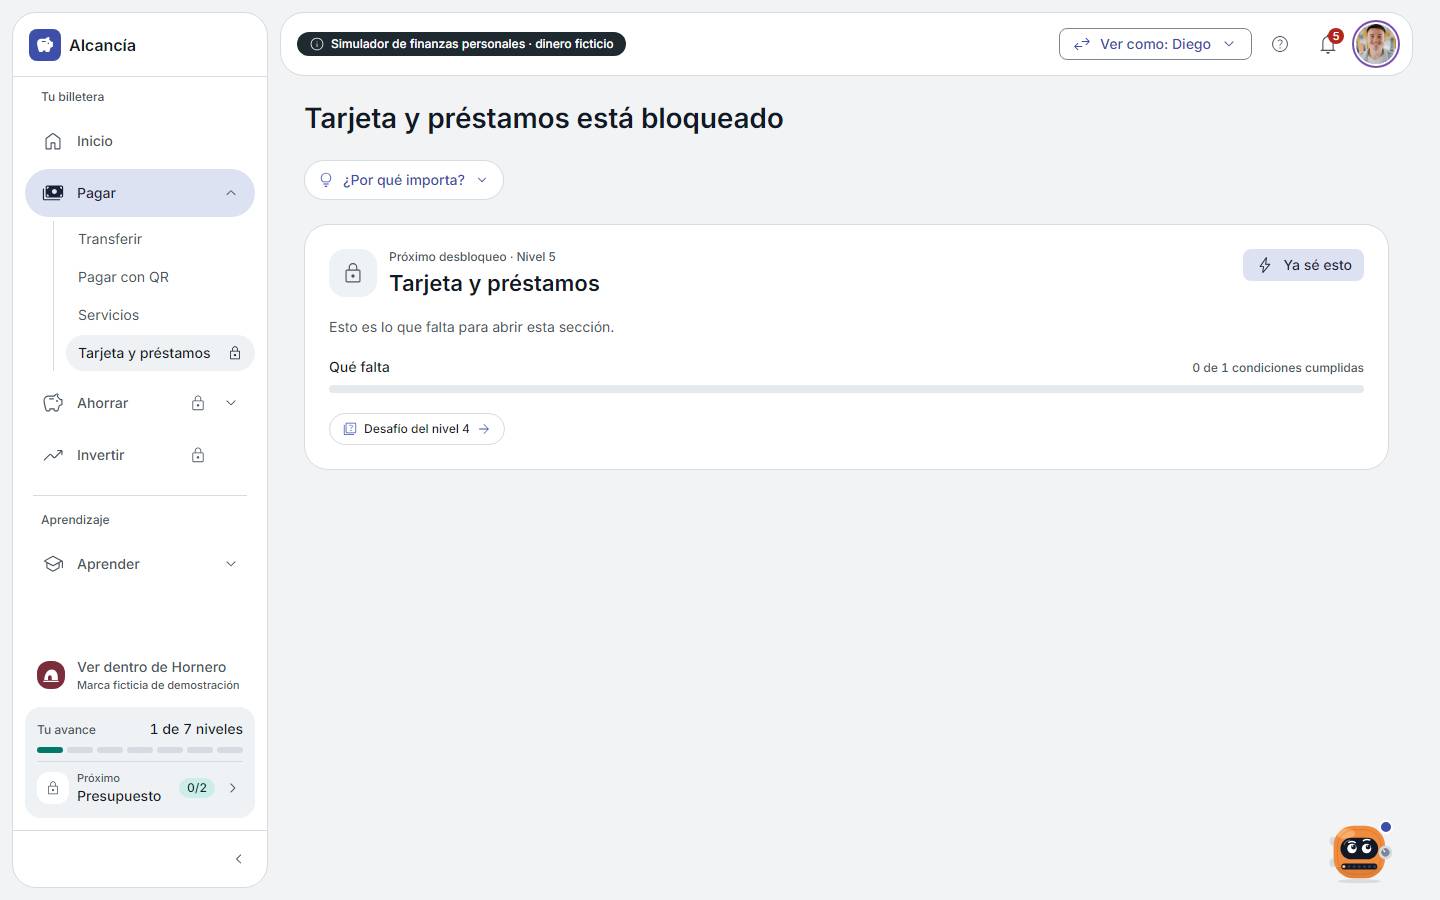 Alcancía
Simulador de finanzas personales · dinero ficticio
Ver como: Diego
5
Tu billetera
Inicio
Pagar
Transferir
Pagar con QR
Servicios
Tarjeta y préstamos
Ahorrar
Invertir
Aprendizaje
Aprender
Ver dentro de Hornero
Marca ficticia de demostración
Tu avance
1 de 7 niveles
Próximo
Presupuesto
0/2
Tarjeta y préstamos está bloqueado
¿Por qué importa?
Próximo desbloqueo · Nivel 5
Tarjeta y préstamos
Ya sé esto
Esto es lo que falta para abrir esta sección.
Qué falta
0 de 1 condiciones cumplidas
Desafío del nivel 4